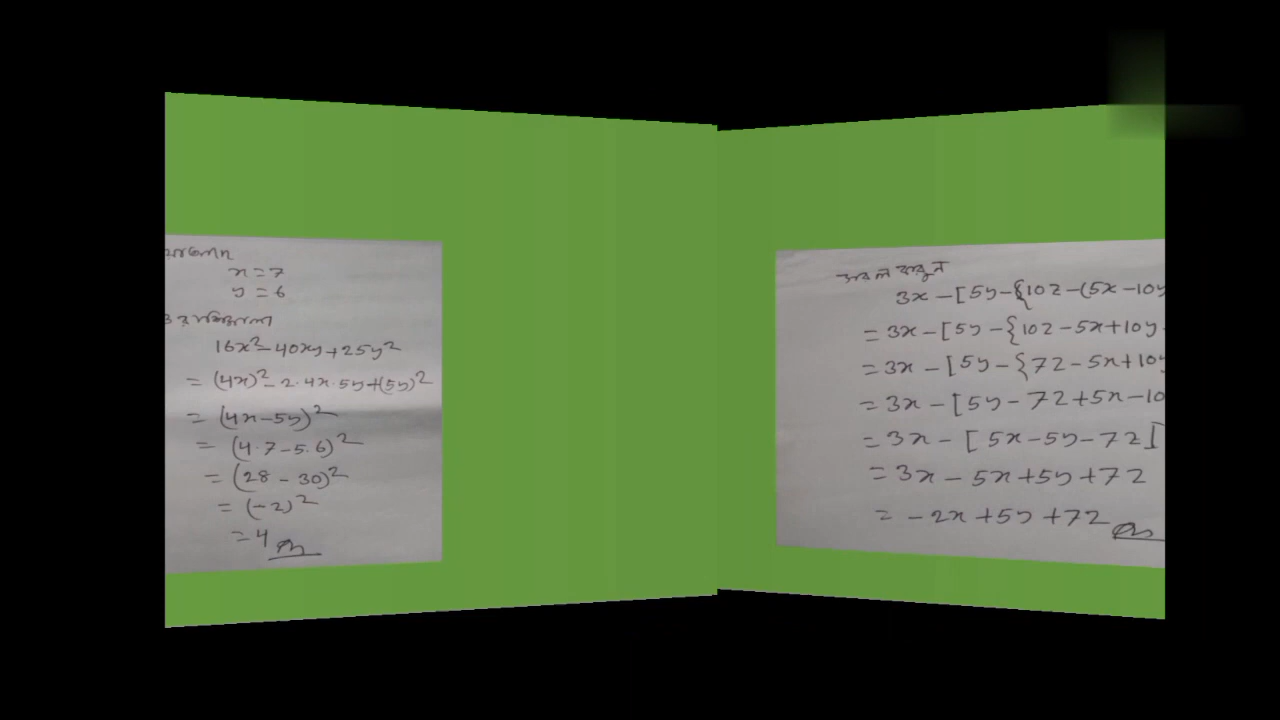 x = 7
y = 6
16x² - 40xy + 25y²
= (4x)² - 2·4x·5y + (5y)²
= (4x - 5y)²
= (4·7 - 5·6)²
= (28 - 30)²
= (-2)²
= 4
সরল করুন
3x - [5y - {10z - (5x - 10y
= 3x - [5y - {10z - 5x + 10y -
= 3x - [5y - {7z - 5x + 10y
= 3x - [5y - 7z + 5x - 10
= 3x - [5x - 5y - 7z]
= 3x - 5x + 5y + 7z
= -2x + 5y + 7z